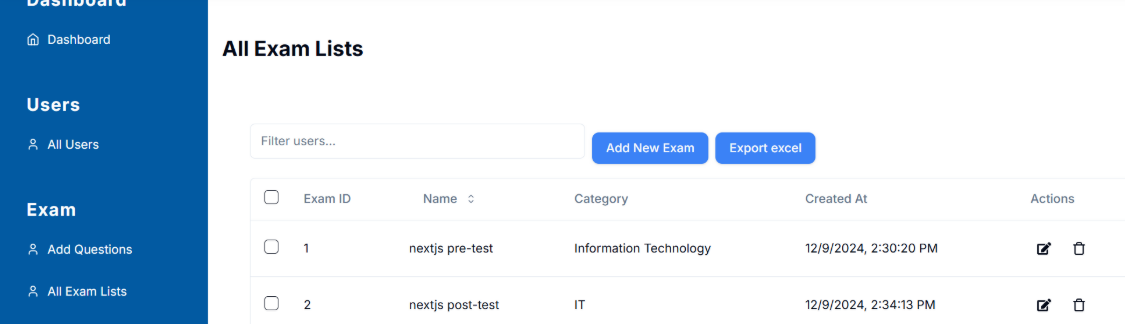 Dashboard
Dashboard
Users
All Users
Exam
Add Questions
All Exam Lists
All Exam Lists
Filter users...
Add New Exam
Export excel
Exam ID Name Category Created At Actions
1 nextjs pre-test Information Technology 12/9/2024, 2:30:20 PM
2 nextjs post-test IT 12/9/2024, 2:34:13 PM